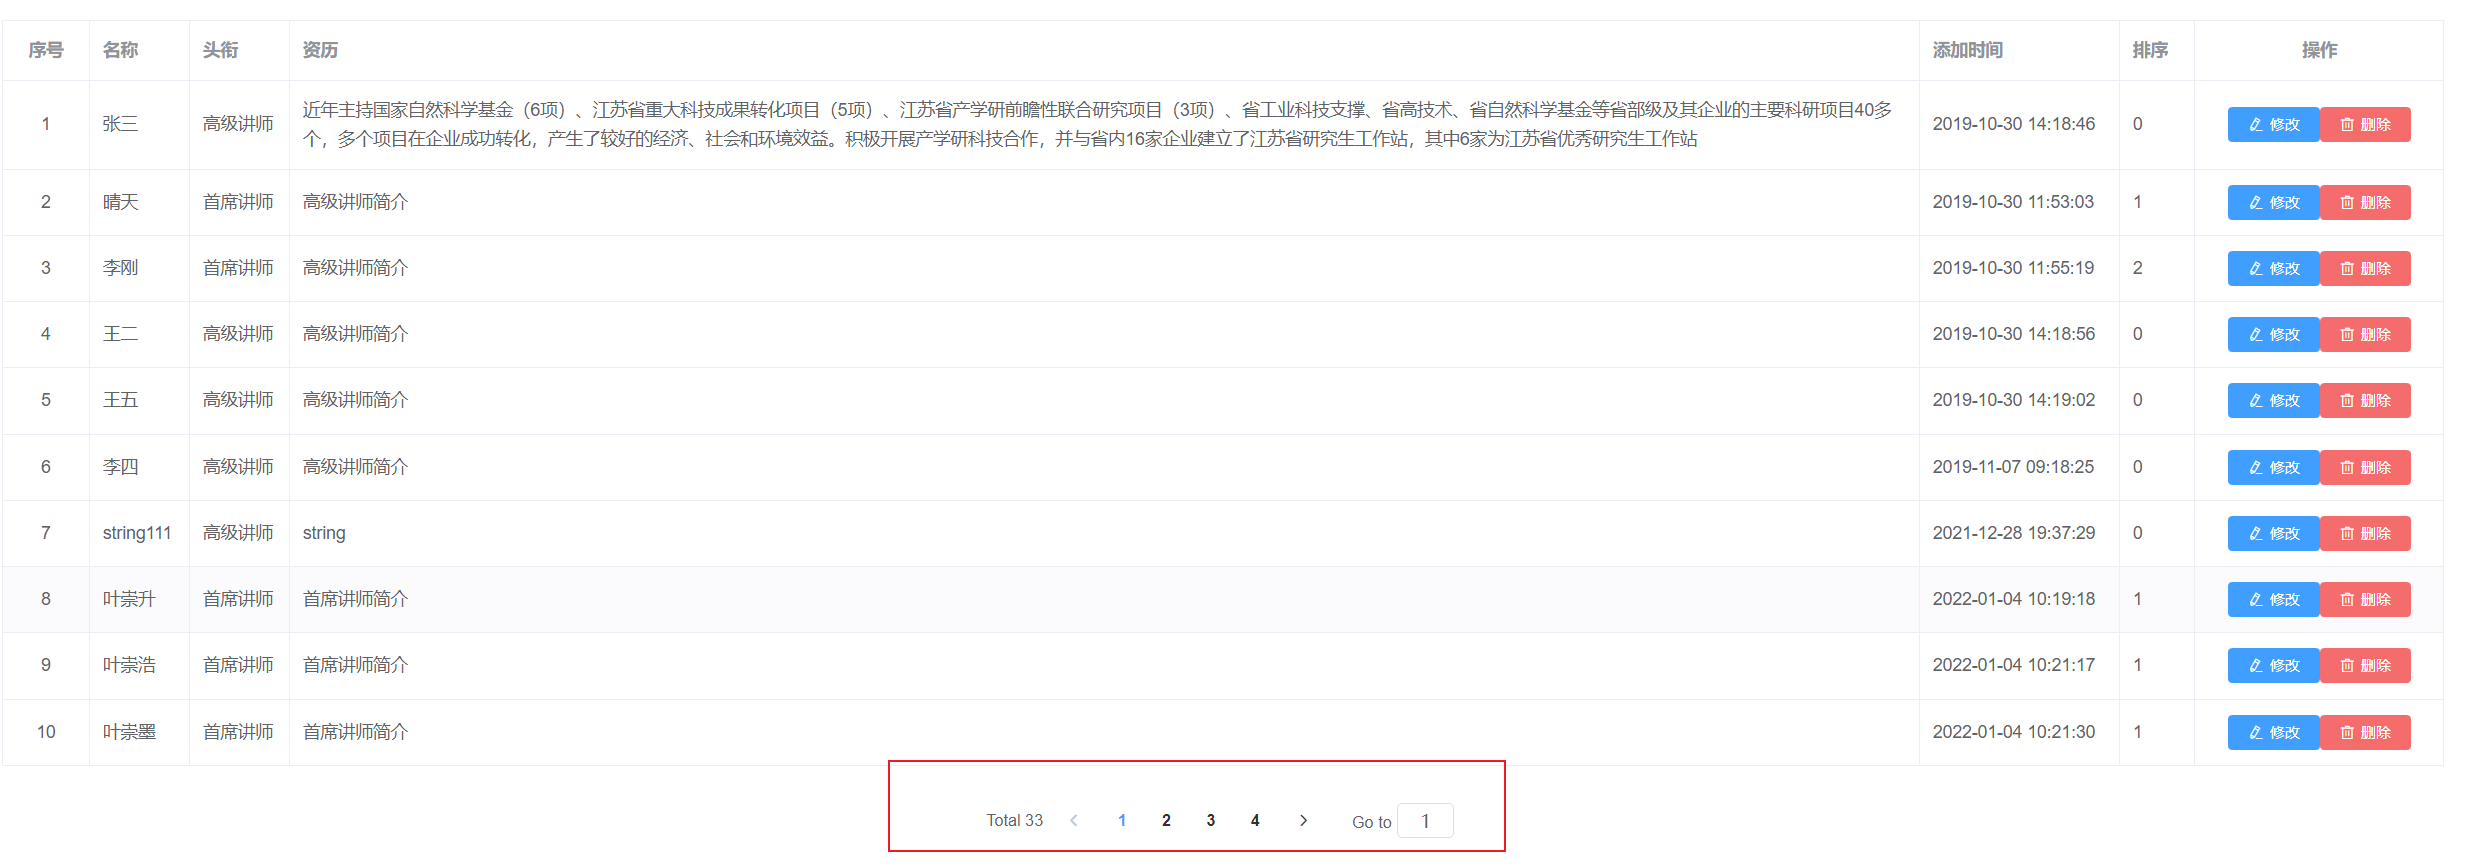 序号 名称 头衔 资历 添加时间 排序 操作
1 张三 高级讲师 近年主持国家自然科学基金（6项）、江苏省重大科技成果转化项目（5项）、江苏省产学研前瞻性联合研究项目（3项）、省工业科技支撑、省高技术、省自然科学基金等省部级及其企业的主要科研项目40多
个，多个项目在企业成功转化，产生了较好的经济、社会和环境效益。积极开展产学研科技合作，并与省内16家企业建立了江苏省研究生工作站，其中6家为江苏省优秀研究生工作站 2019-10-30 14:18:46 0 修改 删除
2 晴天 首席讲师 高级讲师简介 2019-10-30 11:53:03 1 修改 删除
3 李刚 首席讲师 高级讲师简介 2019-10-30 11:55:19 2 修改 删除
4 王二 高级讲师 高级讲师简介 2019-10-30 14:18:56 0 修改 删除
5 王五 高级讲师 高级讲师简介 2019-10-30 14:19:02 0 修改 删除
6 李四 高级讲师 高级讲师简介 2019-11-07 09:18:25 0 修改 删除
7 string111 高级讲师 string 2021-12-28 19:37:29 0 修改 删除
8 叶崇升 首席讲师 首席讲师简介 2022-01-04 10:19:18 1 修改 删除
9 叶崇浩 首席讲师 首席讲师简介 2022-01-04 10:21:17 1 修改 删除
10 叶崇墨 首席讲师 首席讲师简介 2022-01-04 10:21:30 1 修改 删除
Total 33 1 2 3 4 Go to 1